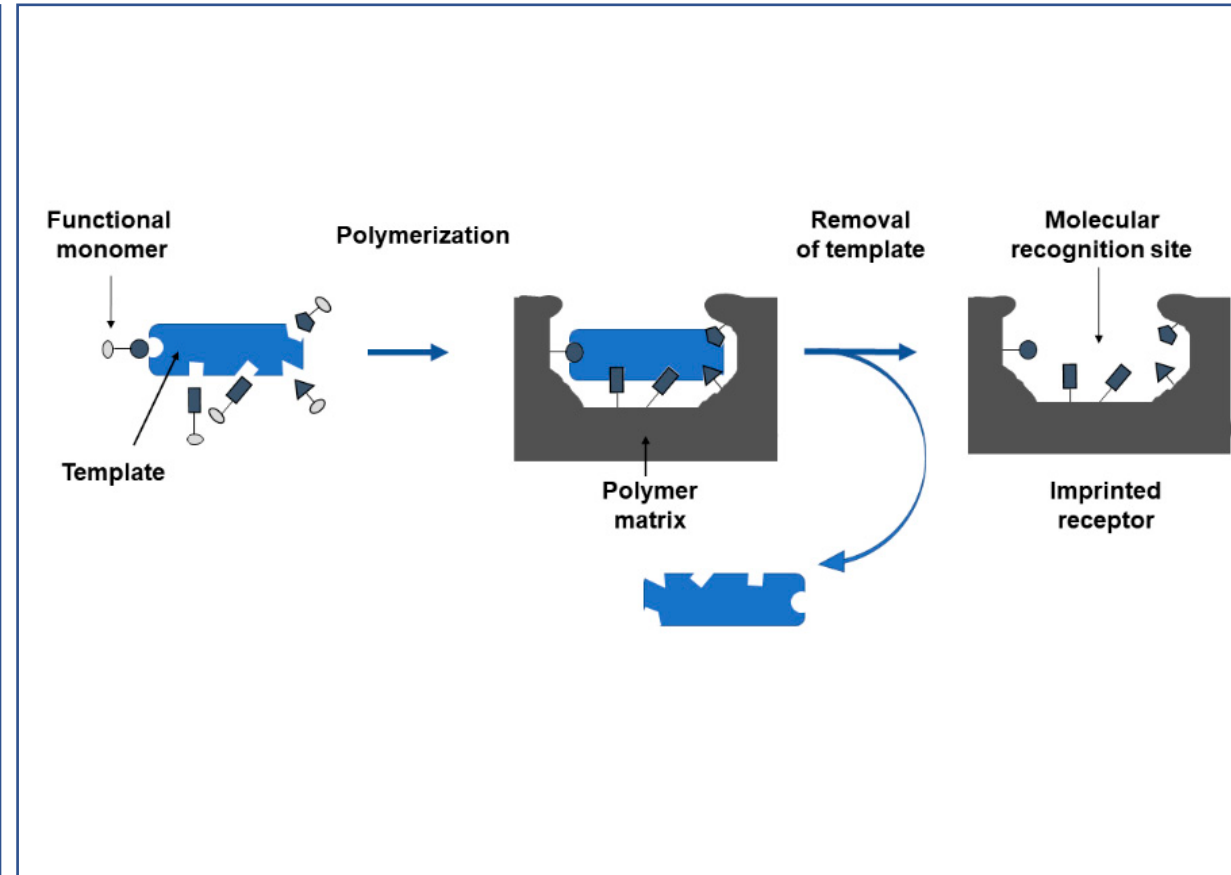 Functional
monomer
Polymerization
Removal
of template
Molecular
recognition site
Template
Polymer
matrix
Imprinted
receptor